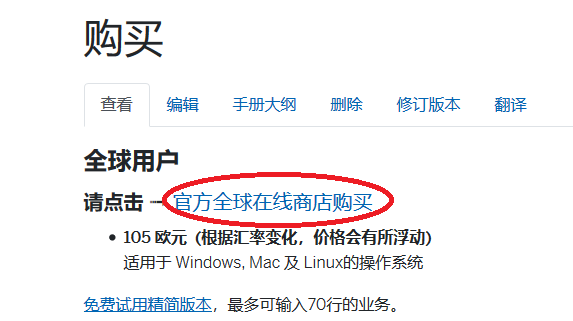 购买
查看 编辑 手册大纲 删除 修订版本 翻译
全球用户
请点击 — 官方全球在线商店购买
105 欧元（根据汇率变化，价格会有所浮动）
适用于 Windows, Mac 及 Linux的操作系统
免费试用精简版本，最多可输入70行的业务。